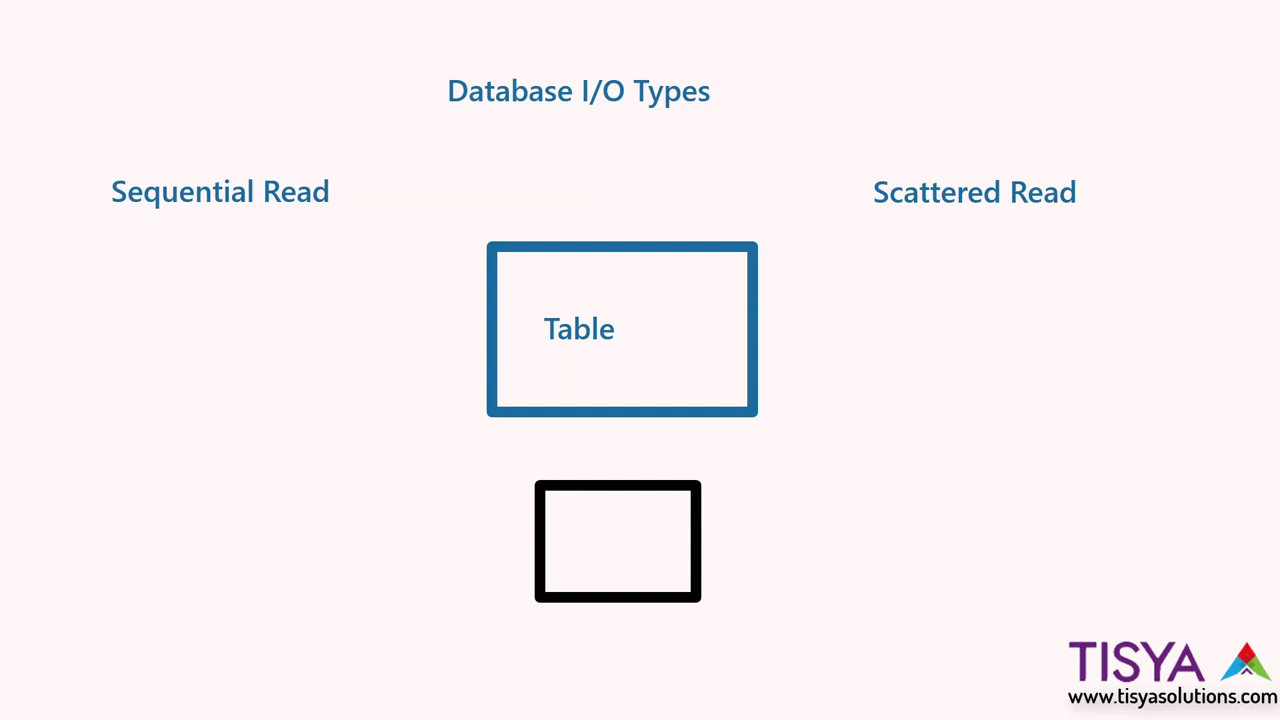 Database I/O Types
Sequential Read
Scattered Read
Table
TISYA
www.tisyasolutions.com